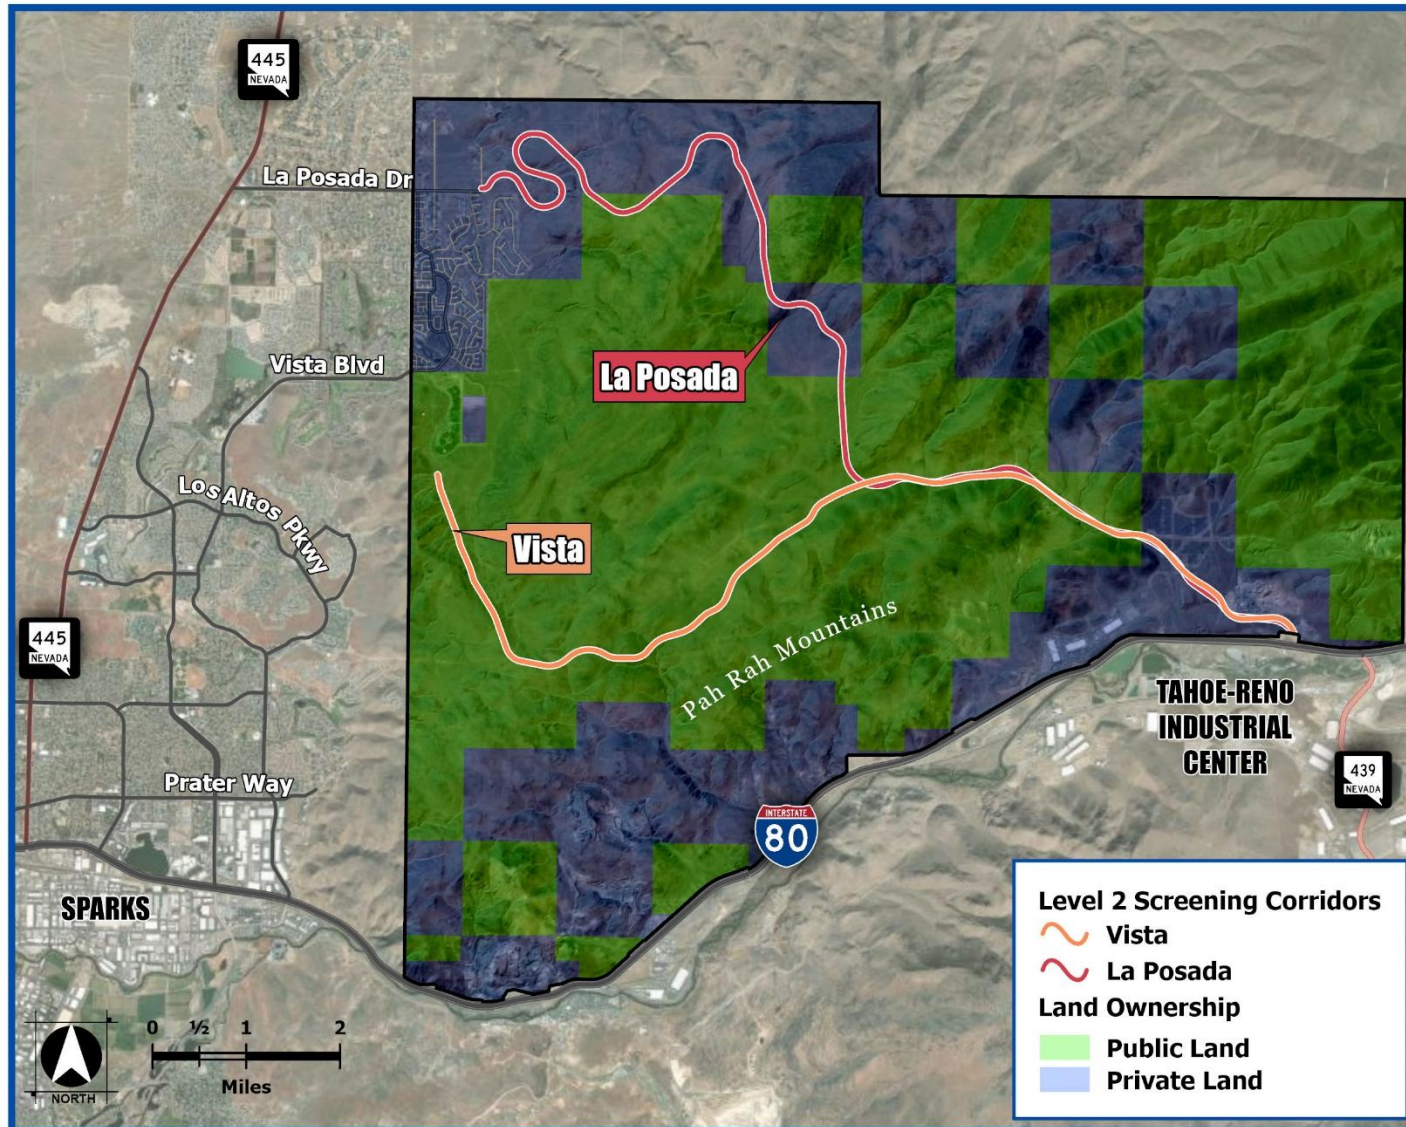 445
NEVADA
La Posada Dr
Vista Blvd
La Posada
Los Altos Pkwy
Vista
Pah Rah Mountains
445
NEVADA
TAHOE-RENO
INDUSTRIAL
CENTER
439
NEVADA
Prater Way
INTERSTATE
80
SPARKS
Level 2 Screening Corridors
Vista
La Posada
Land Ownership
Public Land
Private Land
0 ½ 1 2
Miles
NORTH